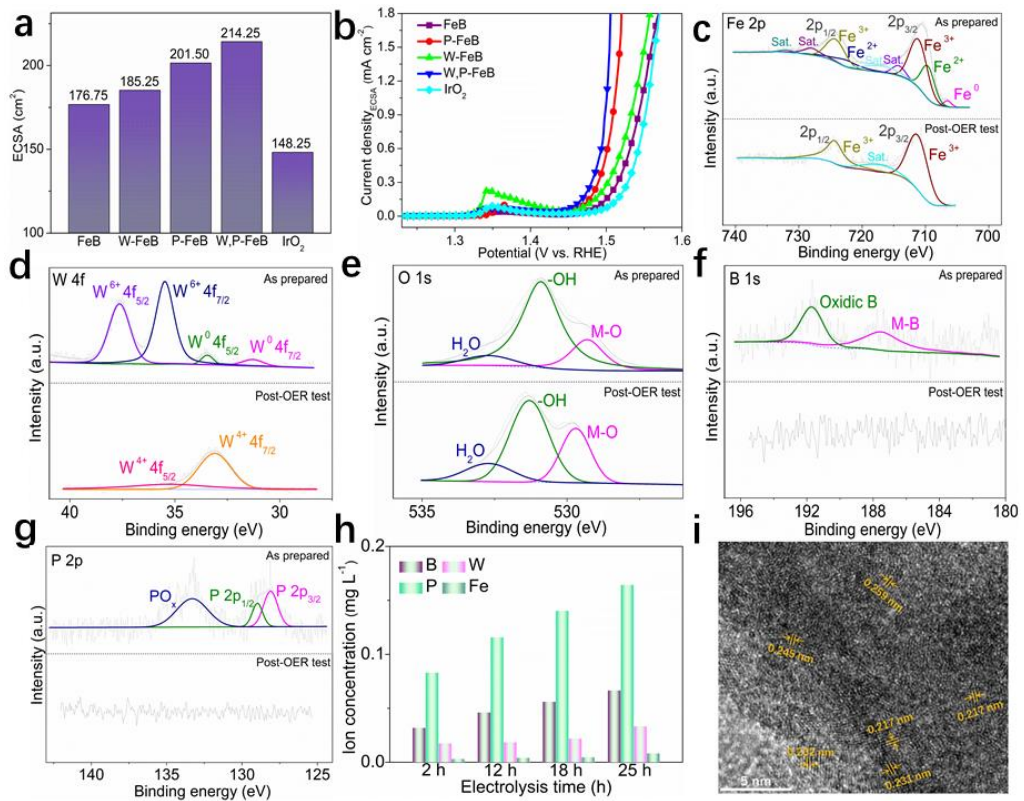 a
ECSA (cm²)
200
150
100
176.75
185.25
201.50
214.25
148.25
FeB W-FeB P-FeB W,P-FeB IrO₂
b
Current density_ECSA (mA cm⁻²)
1.8
1.5
1.2
0.9
0.6
0.3
0.0
FeB
P-FeB
W-FeB
W,P-FeB
IrO₂
1.3 1.4 1.5 1.6
Potential (V vs. RHE)
c
Fe 2p
As prepared
2p₁/₂
2p₃/₂
Sat.
Sat.
Fe³⁺
Fe²⁺
Sat.
Sat.
Fe³⁺
Fe²⁺
Fe⁰
Post-OER test
2p₁/₂
Fe³⁺
2p₃/₂
Sat.
Fe³⁺
Intensity (a.u.)
740 730 720 710 700
Binding energy (eV)
d
W 4f
As prepared
W⁶⁺ 4f₅/₂
W⁶⁺ 4f₇/₂
W⁰ 4f₅/₂
W⁰ 4f₇/₂
Post-OER test
W⁴⁺ 4f₅/₂
W⁴⁺ 4f₇/₂
Intensity (a.u.)
40 35 30
Binding energy (eV)
e
O 1s
As prepared
-OH
H₂O
M-O
Post-OER test
-OH
H₂O
M-O
Intensity (a.u.)
535 529
Binding energy (eV)
f
B 1s
As prepared
Oxidic B
M-B
Post-OER test
Intensity (a.u.)
196 192 188 184 180
Binding energy (eV)
g
P 2p
As prepared
POₓ
P 2p₁/₂
P 2p₃/₂
Post-OER test
Intensity (a.u.)
143 140 136 132 128 124
Binding energy (eV)
h
Ion concentration (mg L⁻¹)
0.2
0.1
0.0
B W
P Fe
2 h 12 h 18 h 25 h
Electrolysis time (h)
i
0.259 nm
0.249 nm
0.217 nm
0.217 nm
0.231 nm
5 nm